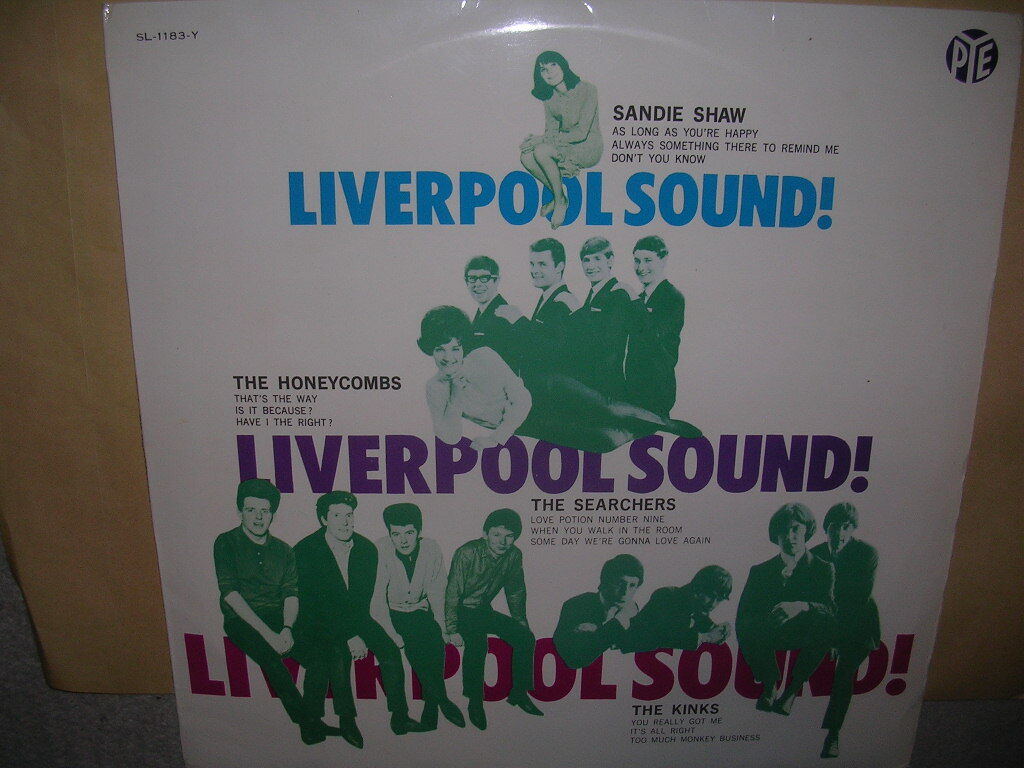 SL-1183-Y
PYE
SANDIE SHAW
AS LONG AS YOU'RE HAPPY
ALWAYS SOMETHING THERE TO REMIND ME
DON'T YOU KNOW
LIVERPOOL SOUND!
THE HONEYCOMBS
THAT'S THE WAY
IS IT BECAUSE?
HAVE I THE RIGHT?
LIVERPOOL SOUND!
THE SEARCHERS
LOVE POTION NUMBER NINE
WHEN YOU WALK IN THE ROOM
SOME DAY WE'RE GONNA LOVE AGAIN
LIVERPOOL SOUND!
THE KINKS
YOU REALLY GOT ME
IT'S ALL RIGHT
TOO MUCH MONKEY BUSINESS